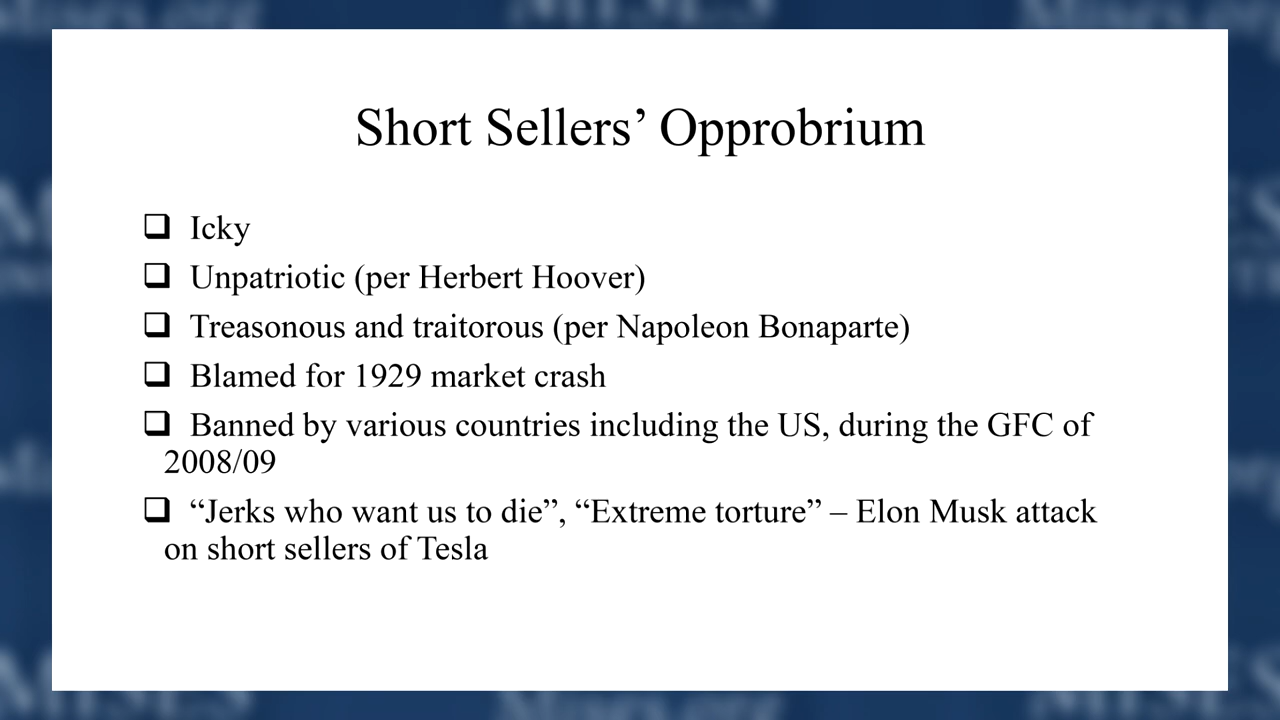 Short Sellers’ Opprobrium
❑ Icky
❑ Unpatriotic (per Herbert Hoover)
❑ Treasonous and traitorous (per Napoleon Bonaparte)
❑ Blamed for 1929 market crash
❑ Banned by various countries including the US, during the GFC of
2008/09
❑ “Jerks who want us to die”, “Extreme torture” – Elon Musk attack
on short sellers of Tesla